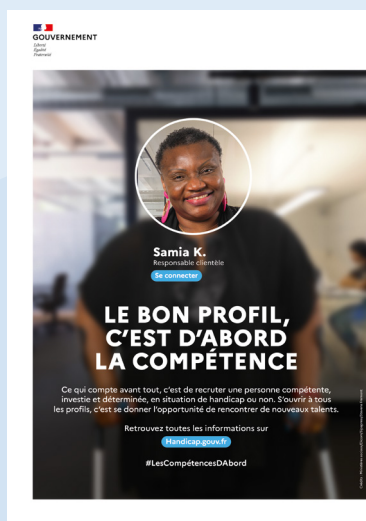 GOUVERNEMENT
Liberté
Égalité
Fraternité
Samia K.
Responsable clientèle
Se connecter
LE BON PROFIL,
C'EST D'ABORD
LA COMPÉTENCE
Ce qui compte avant tout, c'est de recruter une personne compétente,
investie et déterminée, en situation de handicap ou non. S'ouvrir à tous
les profils, c'est se donner l'opportunité de rencontrer de nouveaux talents.
Retrouvez toutes les informations sur
Handicap.gouv.fr
#LesCompétencesDAbord